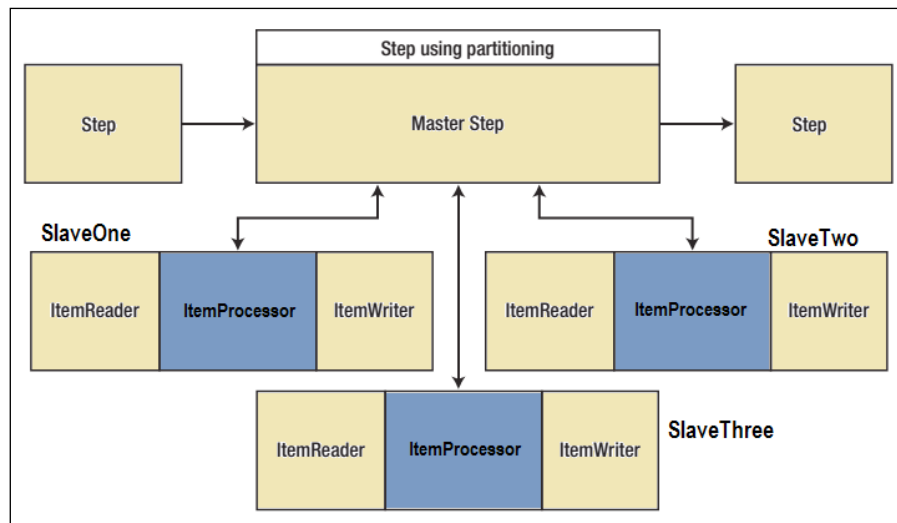 Step using partitioning
Step
Master Step
Step
SlaveOne
SlaveTwo
ItemReader
ItemProcessor
ItemWriter
ItemReader
ItemProcessor
ItemWriter
ItemReader
ItemProcessor
ItemWriter
SlaveThree